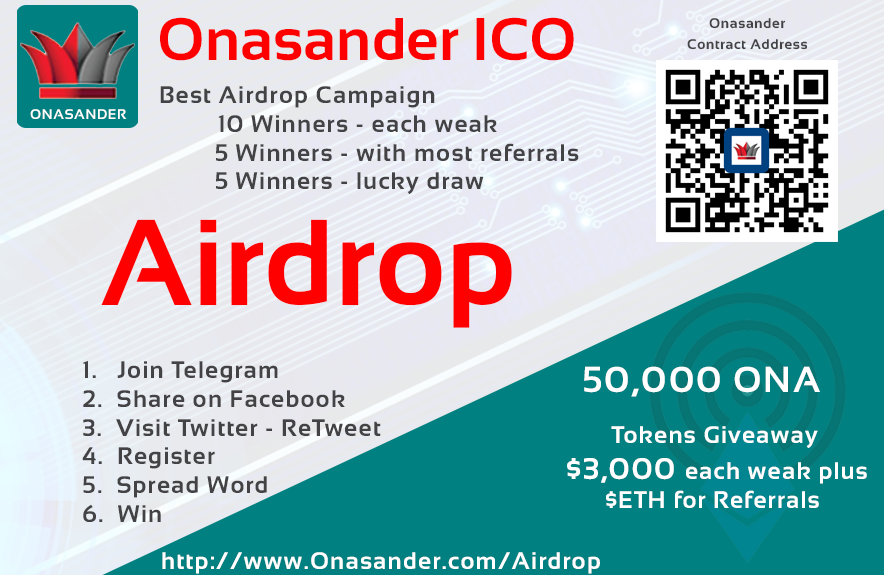 ONASANDER
Onasander ICO
Best Airdrop Campaign
10 Winners - each weak
5 Winners - with most referrals
5 Winners - lucky draw
Onasander
Contract Address
Airdrop
1. Join Telegram
2. Share on Facebook
3. Visit Twitter - ReTweet
4. Register
5. Spread Word
6. Win
50,000 ONA
Tokens Giveaway
$3,000 each weak plus
$ETH for Referrals
http://www.Onasander.com/Airdrop